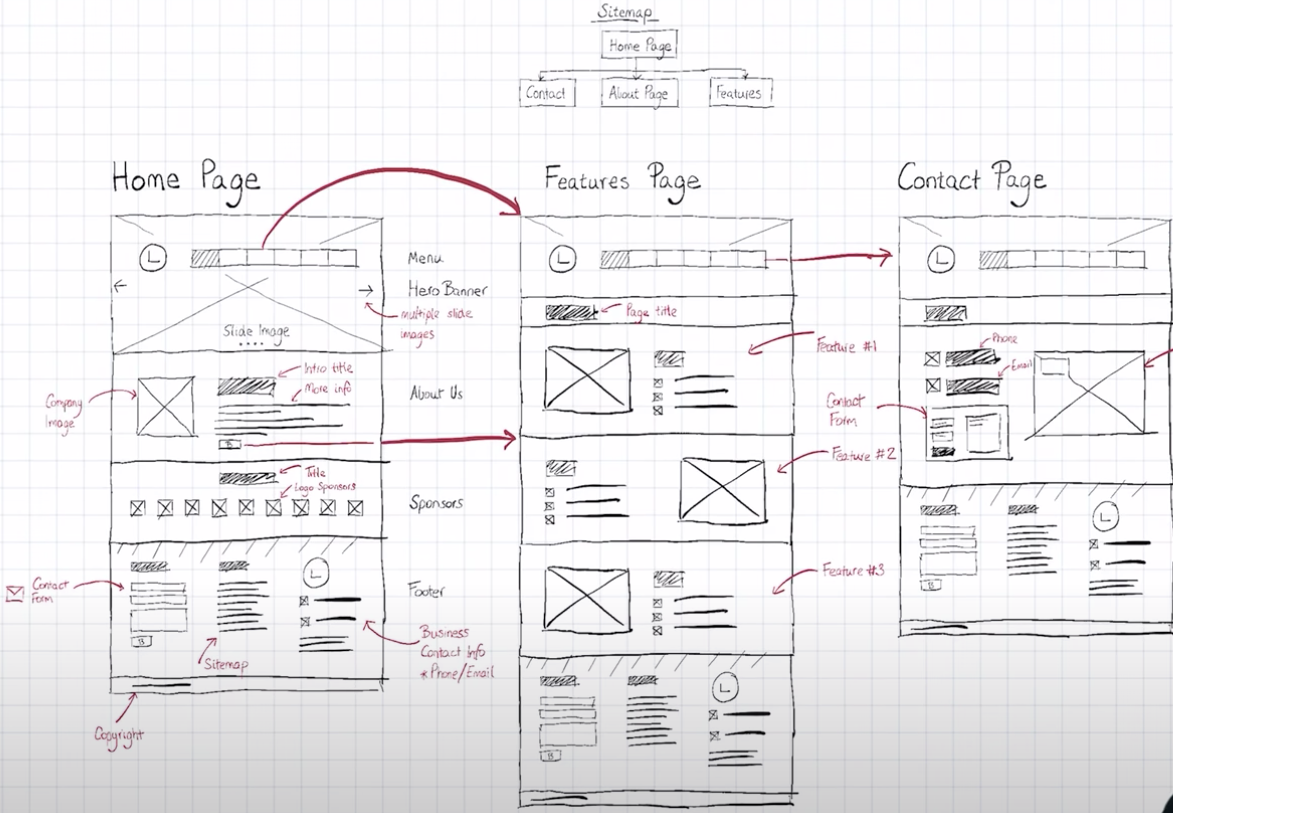 Sitemap
Home Page
Contact
About Page
Features
Home Page
Features Page
Contact Page
L
Menu
Hero Banner
multiple slide
images
Slide Image
Intro title
More info
Company
Image
About Us
B
Title
Logo Sponsors
Sponsors
Contact
Form
L
Footer
B
Sitemap
Business
Contact Info
*Phone/Email
Copyright
L
Page title
Feature #1
Feature #2
Feature #3
L
B
L
Phone
Email
Contact
Form
L
B